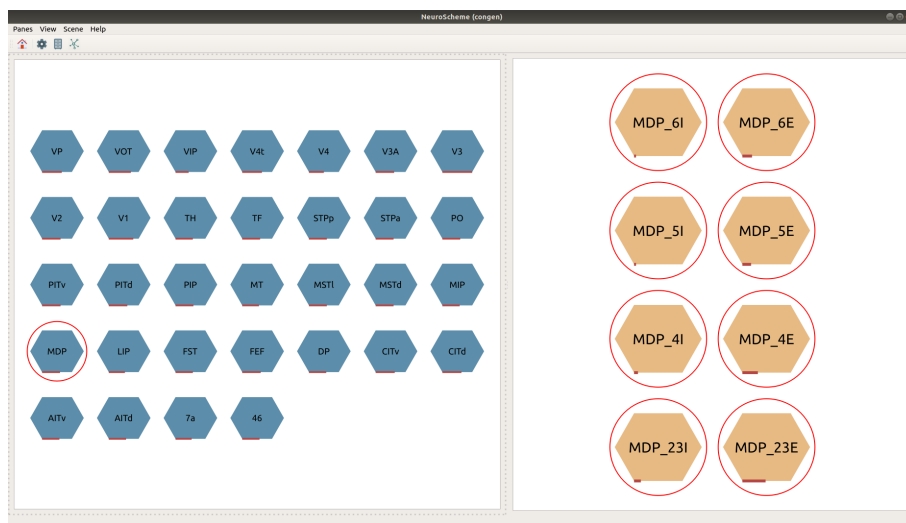 NeuroScheme (congen)
Panes View Scene Help
VP VOT VIP V4t V4 V3A V3
V2 V1 TH TF STPp STPa PO
PITv PITd PIP MT MSTl MSTd MIP
MDP LIP FST FEF DP CITv CITd
AITv AITd 7a 46
MDP_6I MDP_6E
MDP_5I MDP_5E
MDP_4I MDP_4E
MDP_23I MDP_23E